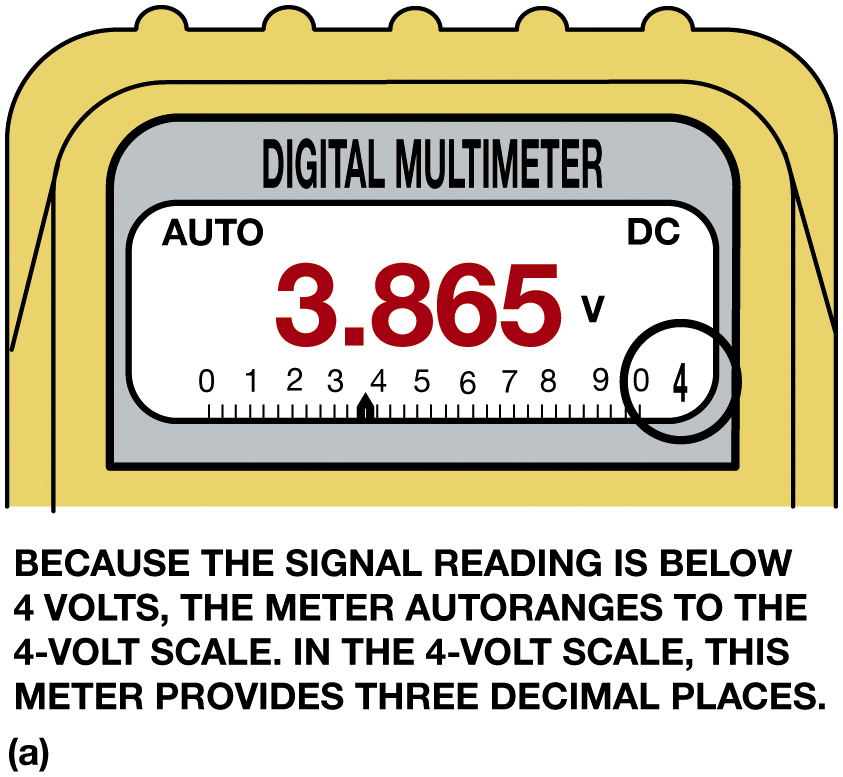 DIGITAL MULTIMETER
AUTO DC
3.865 V
0 1 2 3 4 5 6 7 8 9 0 4
BECAUSE THE SIGNAL READING IS BELOW
4 VOLTS, THE METER AUTORANGES TO THE
4-VOLT SCALE. IN THE 4-VOLT SCALE, THIS
METER PROVIDES THREE DECIMAL PLACES.
(a)